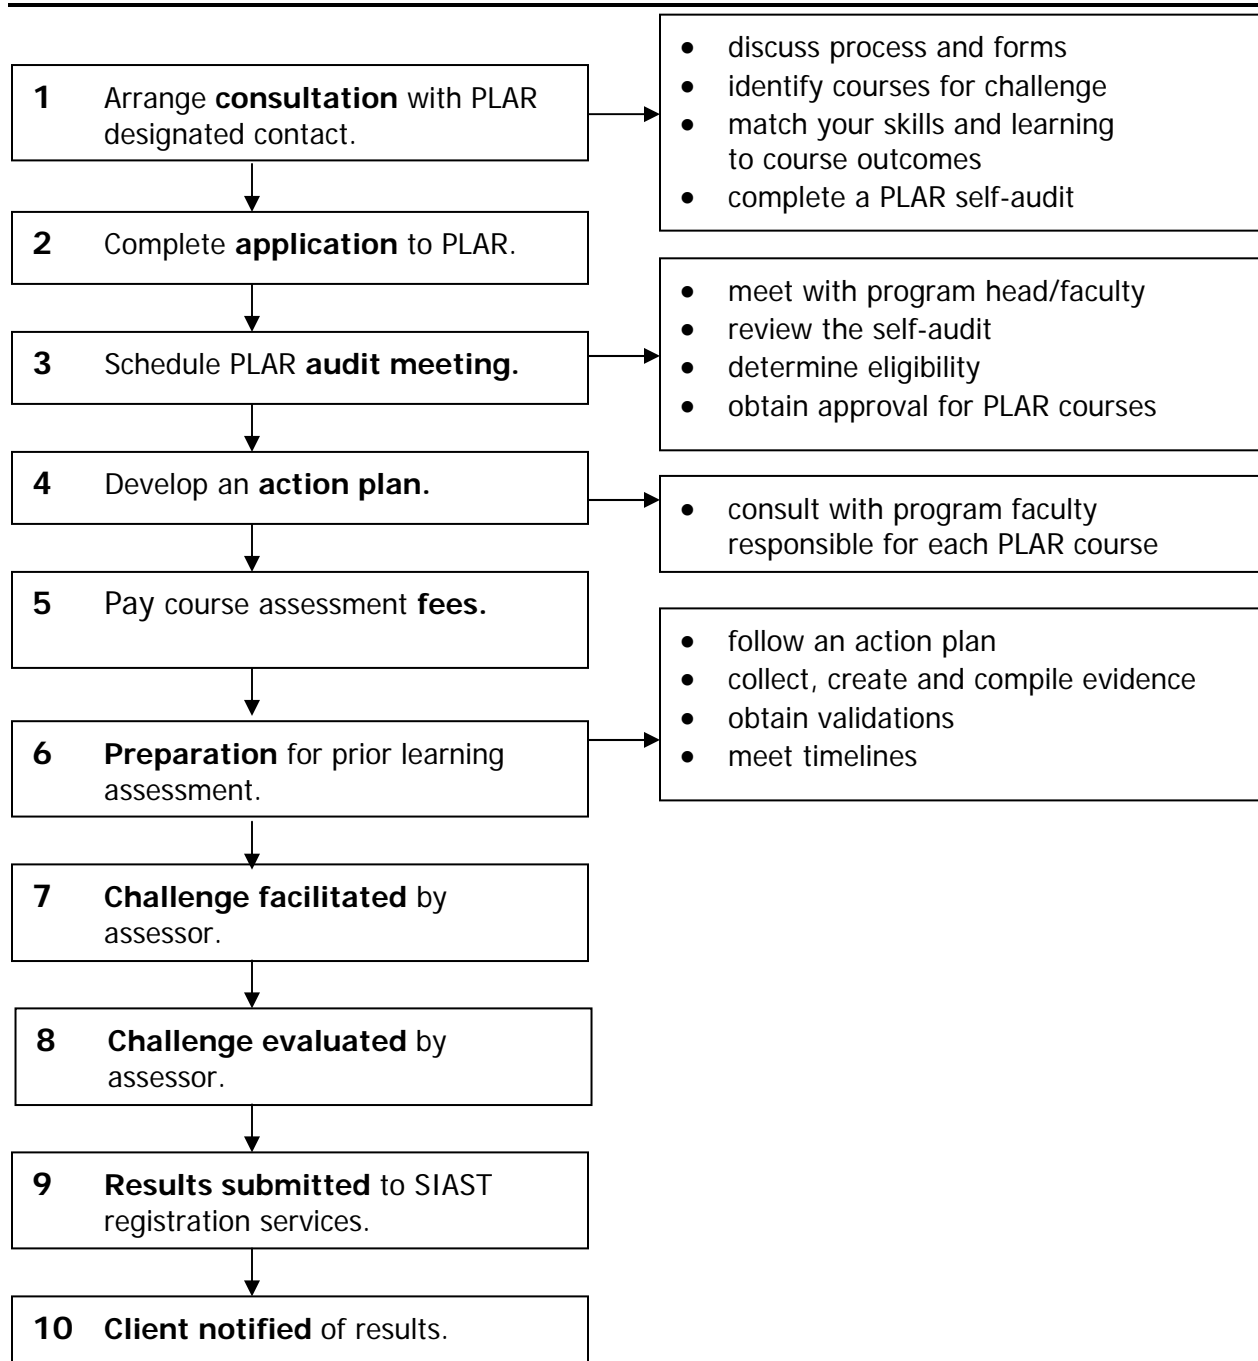 1 Arrange consultation with PLAR
designated contact.
• discuss process and forms
• identify courses for challenge
• match your skills and learning
to course outcomes
• complete a PLAR self-audit
2 Complete application to PLAR.
3 Schedule PLAR audit meeting.
• meet with program head/faculty
• review the self-audit
• determine eligibility
• obtain approval for PLAR courses
4 Develop an action plan.
• consult with program faculty
responsible for each PLAR course
5 Pay course assessment fees.
6 Preparation for prior learning
assessment.
• follow an action plan
• collect, create and compile evidence
• obtain validations
• meet timelines
7 Challenge facilitated by
assessor.
8 Challenge evaluated by
assessor.
9 Results submitted to SIAST
registration services.
10 Client notified of results.